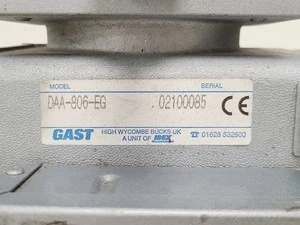 MODEL SERIAL
DAA-806-EG .02100085
CE
GAST HIGH WYCOMBE BUCKS UK
A UNIT OF IDEX ☎ 01628 532600